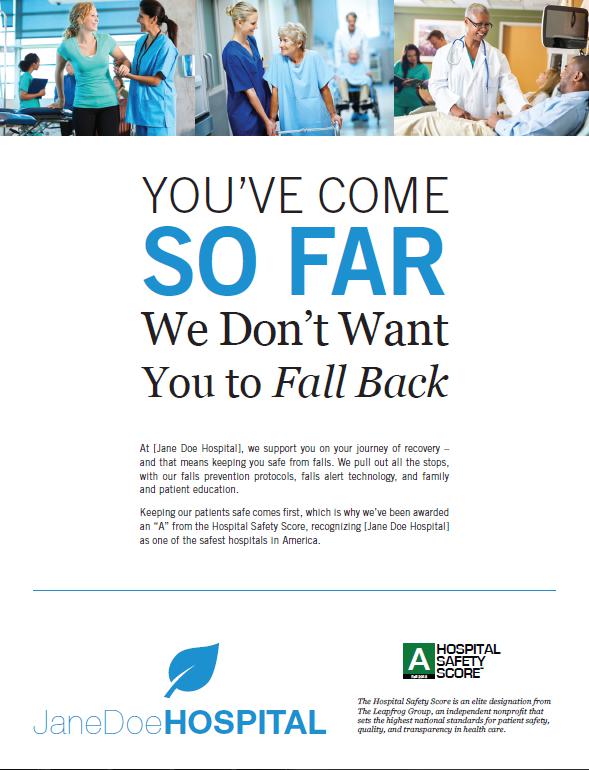 YOU'VE COME
SO FAR
We Don't Want
You to Fall Back
At [Jane Doe Hospital], we support you on your journey of recovery –
and that means keeping you safe from falls. We pull out all the stops,
with our falls prevention protocols, falls alert technology, and family
and patient education.
Keeping our patients safe comes first, which is why we've been awarded
an “A” from the Hospital Safety Score, recognizing [Jane Doe Hospital]
as one of the safest hospitals in America.
JaneDoeHOSPITAL
A HOSPITAL
SAFETY
SCORE
The Hospital Safety Score is an elite designation from
The Leapfrog Group, an independent nonprofit that
sets the highest national standards for patient safety,
quality, and transparency in health care.